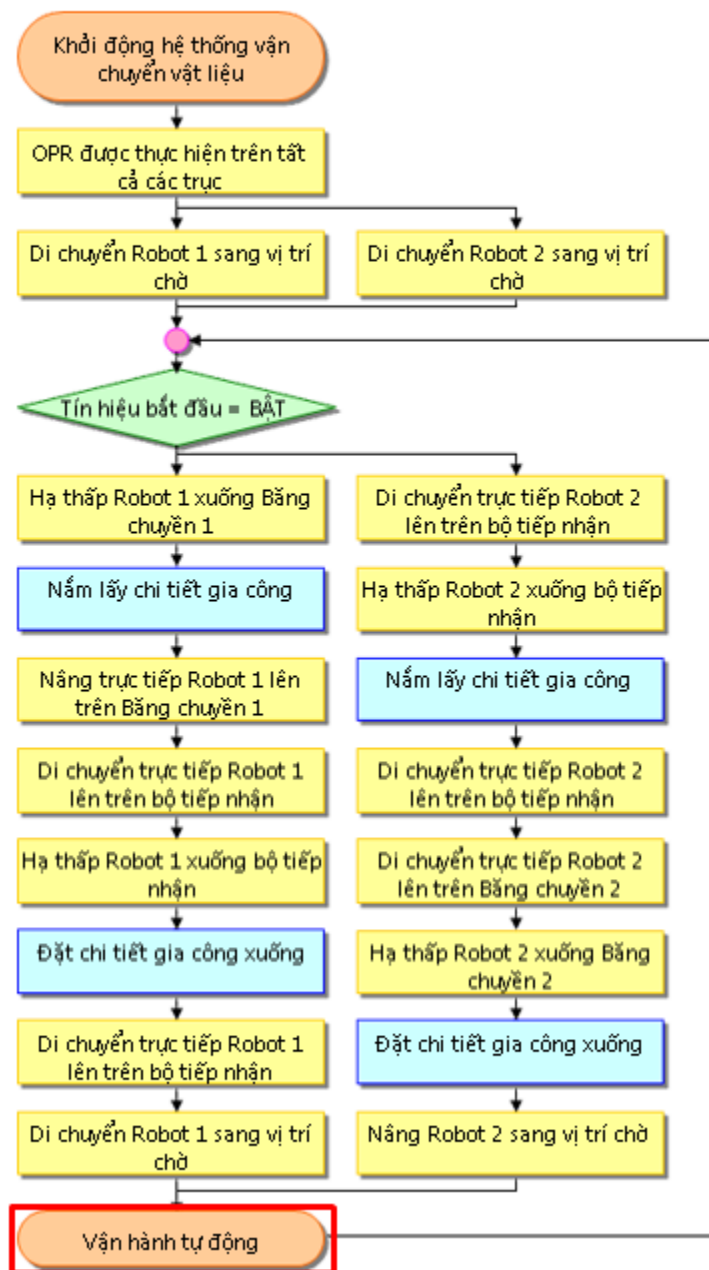 Khởi động hệ thống vận
chuyển vật liệu
OPR được thực hiện trên tất
cả các trục
Di chuyển Robot 1 sang vị trí
chờ
Di chuyển Robot 2 sang vị trí
chờ
Tín hiệu bắt đầu = BẬT
Hạ thấp Robot 1 xuống Băng
chuyền 1
Nắm lấy chi tiết gia công
Nâng trực tiếp Robot 1 lên
trên Băng chuyền 1
Di chuyển trực tiếp Robot 1
lên trên bộ tiếp nhận
Hạ thấp Robot 1 xuống bộ tiếp
nhận
Đặt chi tiết gia công xuống
Di chuyển trực tiếp Robot 1
lên trên bộ tiếp nhận
Di chuyển Robot 1 sang vị trí
chờ
Di chuyển trực tiếp Robot 2
lên trên bộ tiếp nhận
Hạ thấp Robot 2 xuống bộ tiếp
nhận
Nắm lấy chi tiết gia công
Di chuyển trực tiếp Robot 2
lên trên bộ tiếp nhận
Di chuyển trực tiếp Robot 2
lên trên Băng chuyền 2
Hạ thấp Robot 2 xuống Băng
chuyền 2
Đặt chi tiết gia công xuống
Nâng Robot 2 sang vị trí chờ
Vận hành tự động